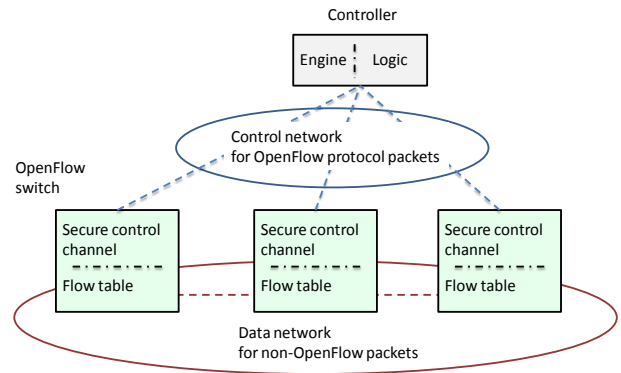 Controller
Engine
Logic
Control network
for OpenFlow protocol packets
OpenFlow
switch
Secure control
channel
Flow table
Secure control
channel
Flow table
Secure control
channel
Flow table
Data network
for non-OpenFlow packets